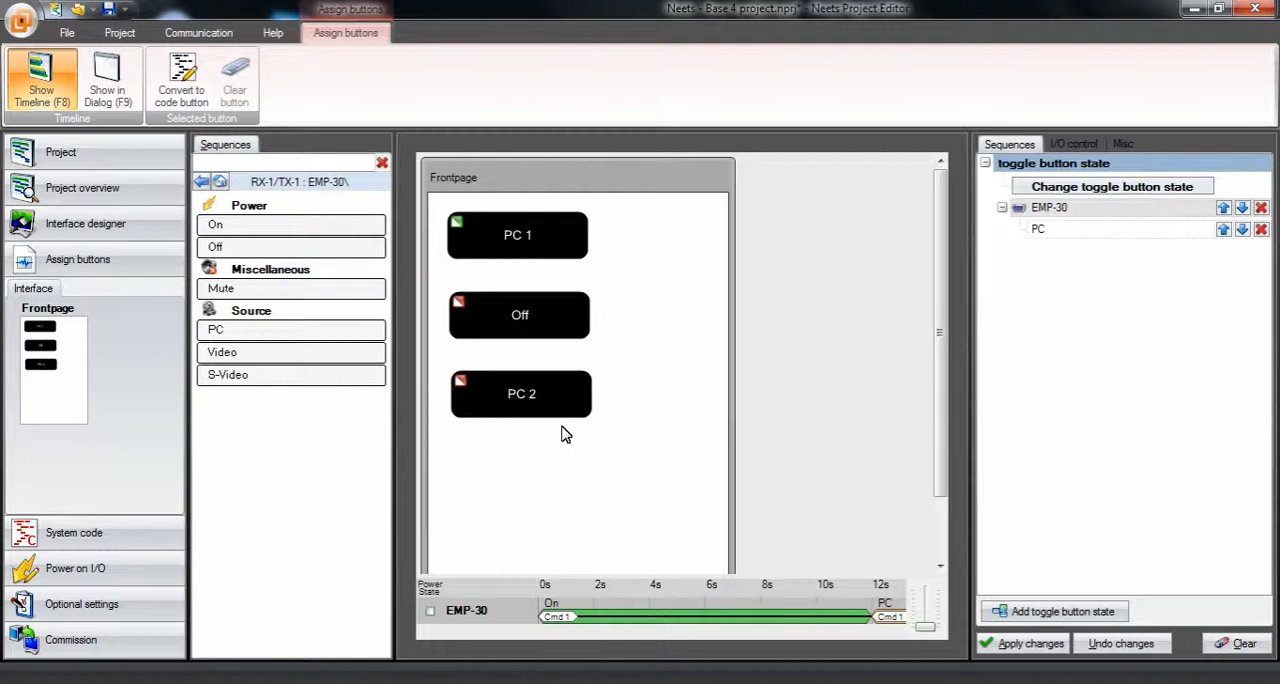 Assign buttons
Neets - Base 4 project.nprj* - Neets Project Editor
File
Project
Communication
Help
Assign buttons
Show
Timeline (F8)
Show in
Dialog (F9)
Timeline
Convert to
code button
Clear
button
Selected button
Project
Project overview
Interface designer
Assign buttons
Interface
Frontpage
System code
Power on I/O
Optional settings
Commission
Sequences
RX-1/TX-1 : EMP-30\
Power
On
Off
Miscellaneous
Mute
Source
PC
Video
S-Video
Frontpage
PC 1
Off
PC 2
Power
State
0s
2s
4s
6s
8s
10s
12s
EMP-30
On
Cmd 1
PC
Cmd 1
Sequences
I/O control
Misc
toggle button state
Change toggle button state
EMP-30
PC
Add toggle button state
Apply changes
Undo changes
Clear